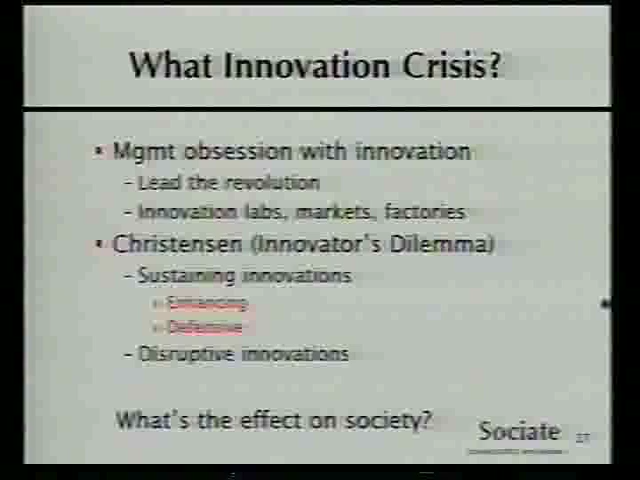 What Innovation Crisis?
• Mgmt obsession with innovation
– Lead the revolution
– Innovation labs, markets, factories
• Christensen (Innovator's Dilemma)
– Sustaining innovations
» Enhancing
» Defensive
– Disruptive innovations
What's the effect on society?
Sociate